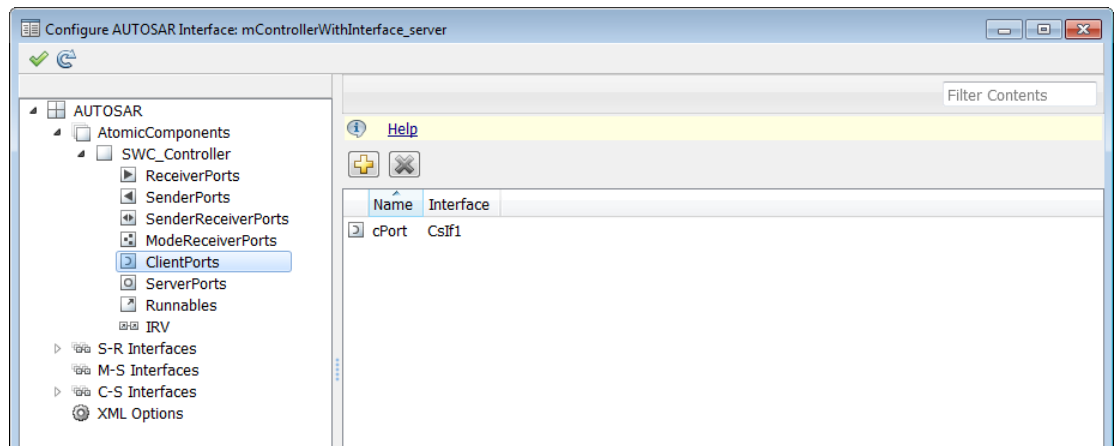 Configure AUTOSAR Interface: mControllerWithInterface_server
Filter Contents
AUTOSAR
AtomicComponents
SWC_Controller
ReceiverPorts
SenderPorts
SenderReceiverPorts
ModeReceiverPorts
ClientPorts
ServerPorts
Runnables
IRV
S-R Interfaces
M-S Interfaces
C-S Interfaces
XML Options
Help
Name Interface
cPort CsIf1